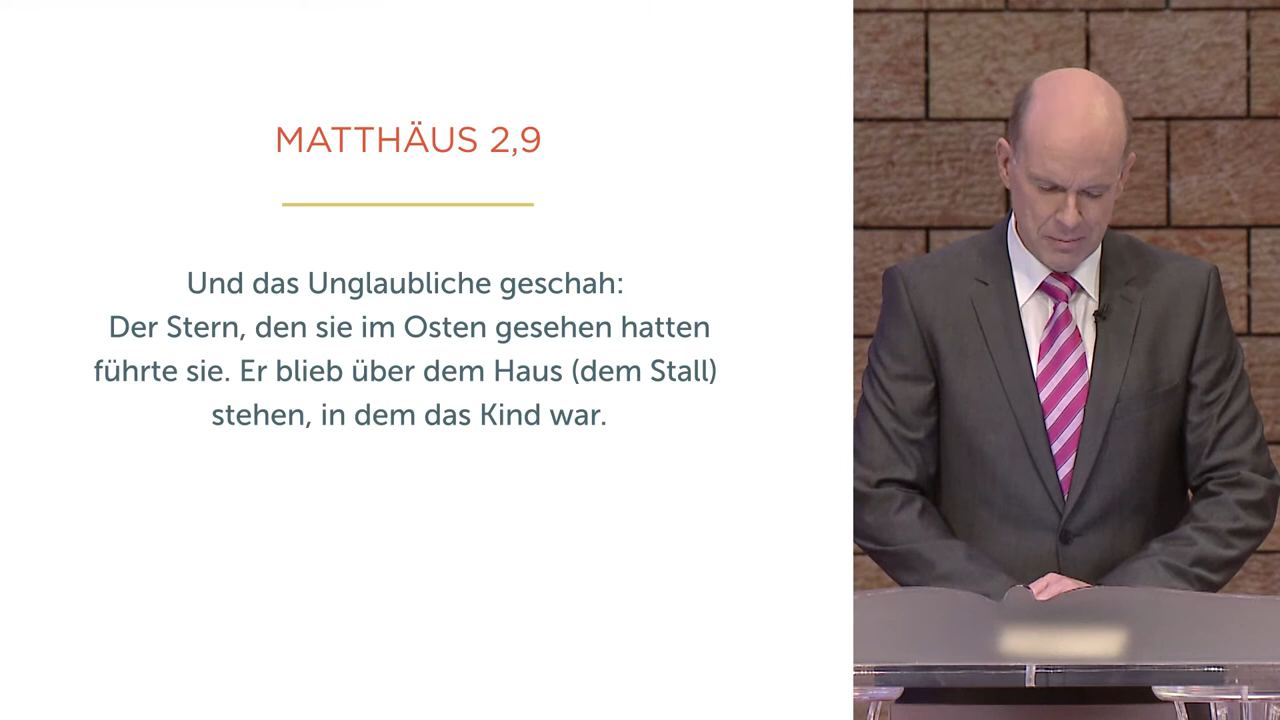 MATTHÄUS 2,9
Und das Unglaubliche geschah:
Der Stern, den sie im Osten gesehen hatten
führte sie. Er blieb über dem Haus (dem Stall)
stehen, in dem das Kind war.